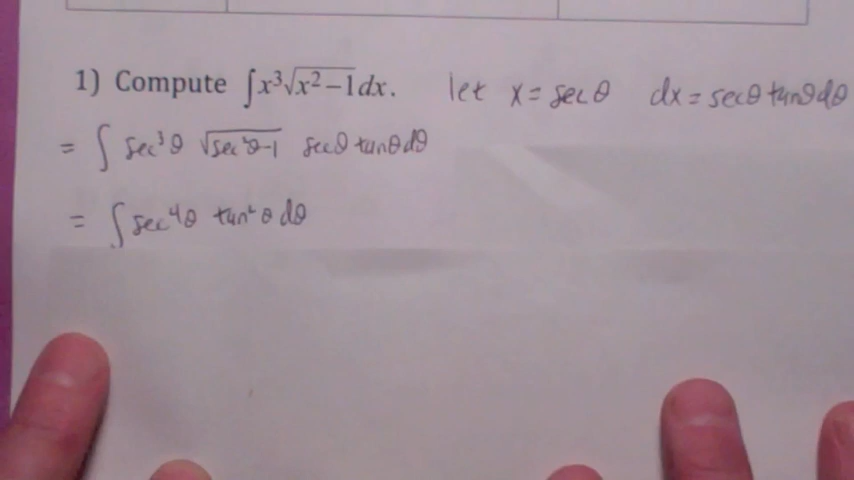 1) Compute ∫x³√(x²−1)dx. let x = secθ dx = secθ tanθ dθ
= ∫ sec³θ √(sec²θ-1) secθ tanθ dθ
= ∫ sec⁴θ tan²θ dθ